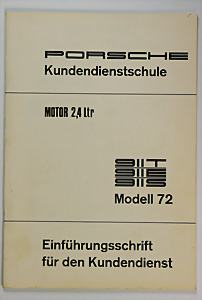 PORSCHE
Kundendienstschule
MOTOR 2,4 Ltr
911T
911E
911S
Modell 72
Einführungsschrift
für den Kundendienst